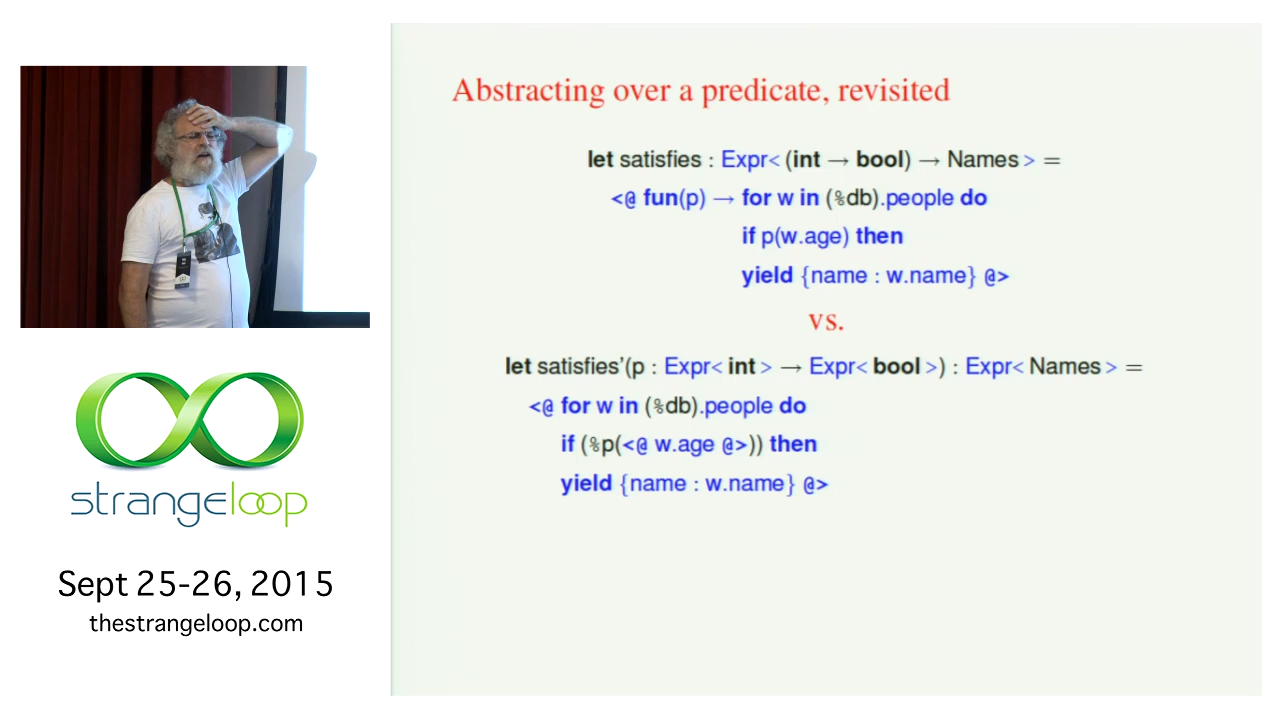 Abstracting over a predicate, revisited
let satisfies : Expr< (int → bool) → Names > =
<@ fun(p) → for w in (%db).people do
if p(w.age) then
yield {name : w.name} @>
vs.
let satisfies'(p : Expr< int > → Expr< bool >) : Expr< Names > =
<@ for w in (%db).people do
if (%p(<@ w.age @>)) then
yield {name : w.name} @>
strangeloop
Sept 25-26, 2015
thestrangeloop.com